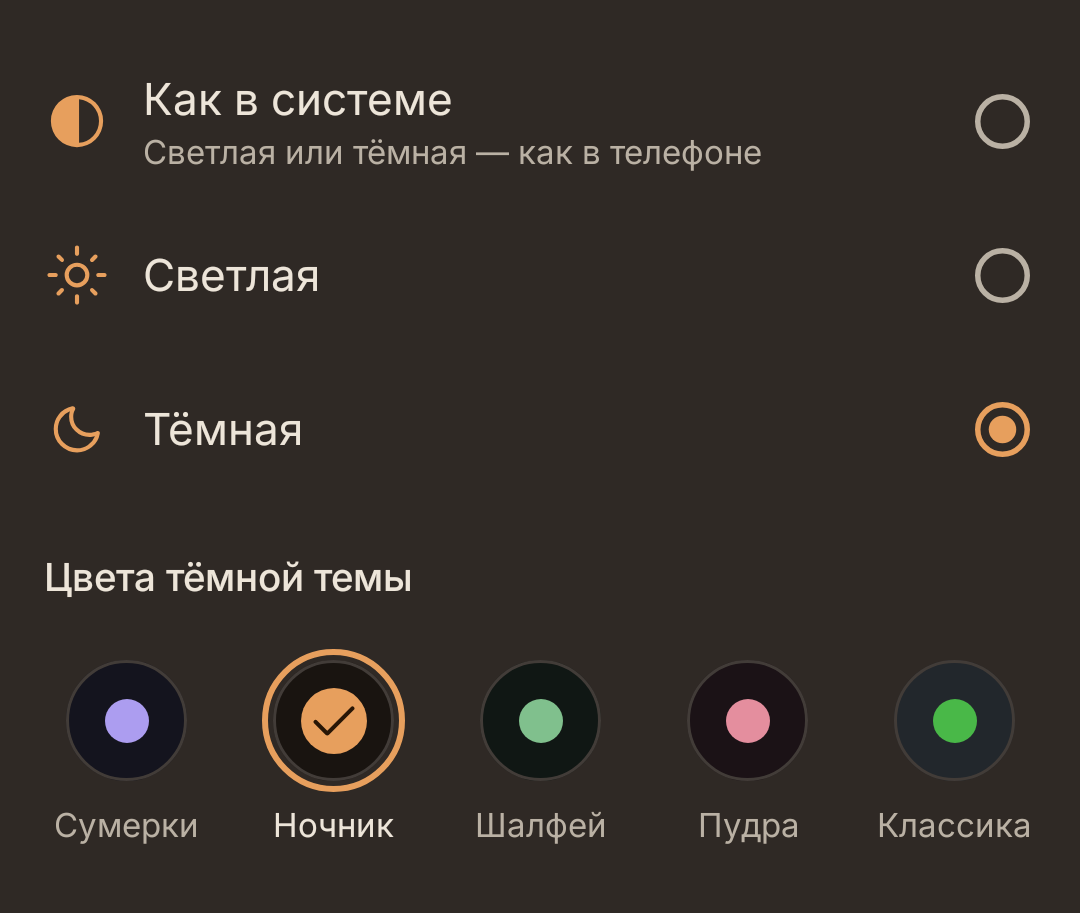 Как в системе
Светлая или тёмная — как в телефоне
Светлая
Тёмная
Цвета тёмной темы
Сумерки Ночник Шалфей Пудра Классика